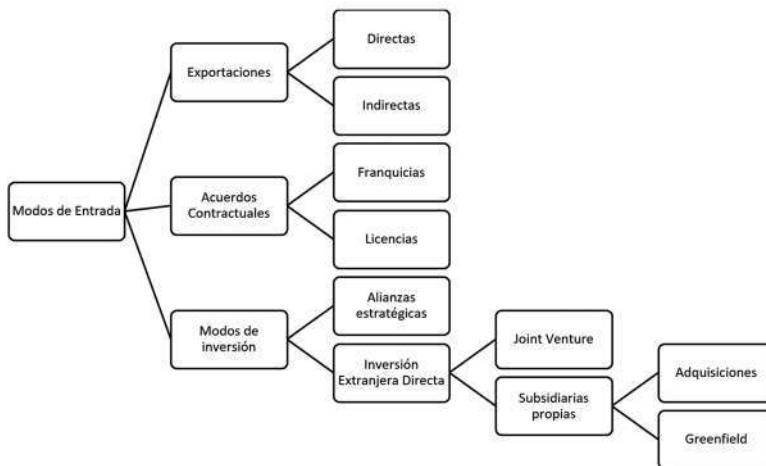 Modos de Entrada
Exportaciones
Directas
Indirectas
Acuerdos
Contractuales
Franquicias
Licencias
Modos de
inversión
Alianzas
estratégicas
Inversión
Extranjera Directa
Joint Venture
Subsidiarias
propias
Adquisiciones
Greenfield